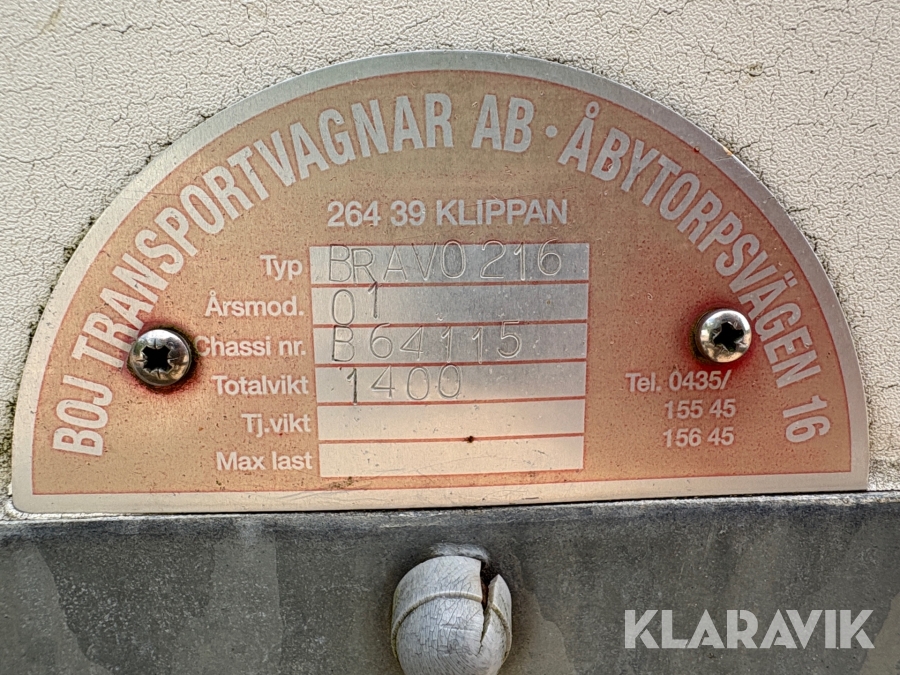 BOJ TRANSPORTVAGNAR AB · ÅBYTORPSVÄGEN 16
264 39 KLIPPAN
Typ BRAVO 216
Årsmod. 01
Chassi nr. B64115
Totalvikt 1400
Tj.vikt
Max last
Tel. 0435/
155 45
156 45
KLARAVIK